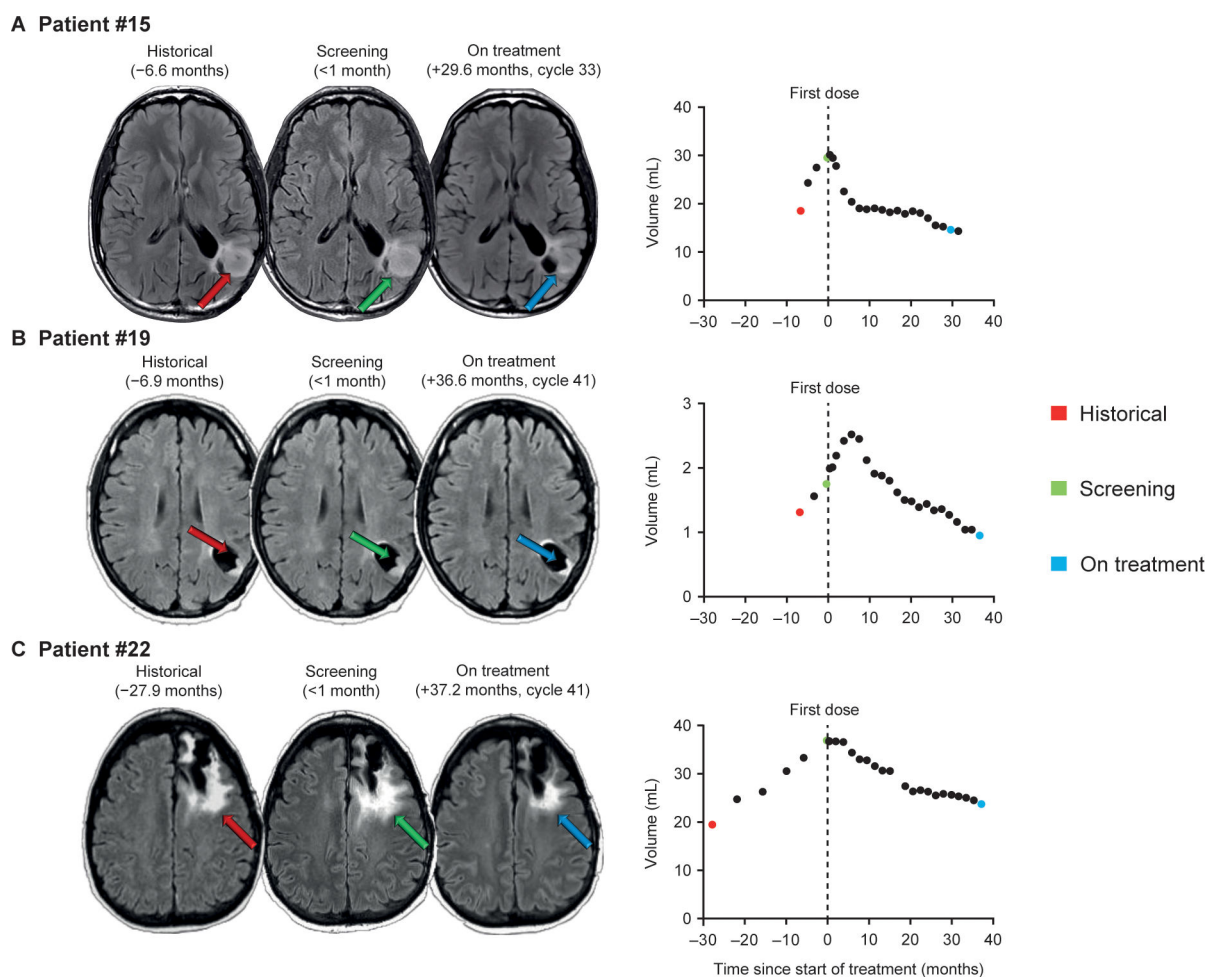 A Patient #15
Historical
(−6.6 months)
Screening
(<1 month)
On treatment
(+29.6 months, cycle 33)
First dose
Volume (mL)
40
30
20
10
0
−30
−20
−10
0
10
20
30
40
B Patient #19
Historical
(−6.9 months)
Screening
(<1 month)
On treatment
(+36.6 months, cycle 41)
First dose
Volume (mL)
3
2
1
0
−30
−20
−10
0
10
20
30
40
Historical
Screening
On treatment
C Patient #22
Historical
(−27.9 months)
Screening
(<1 month)
On treatment
(+37.2 months, cycle 41)
First dose
Volume (mL)
40
30
20
10
0
−30
−20
−10
0
10
20
30
40
Time since start of treatment (months)